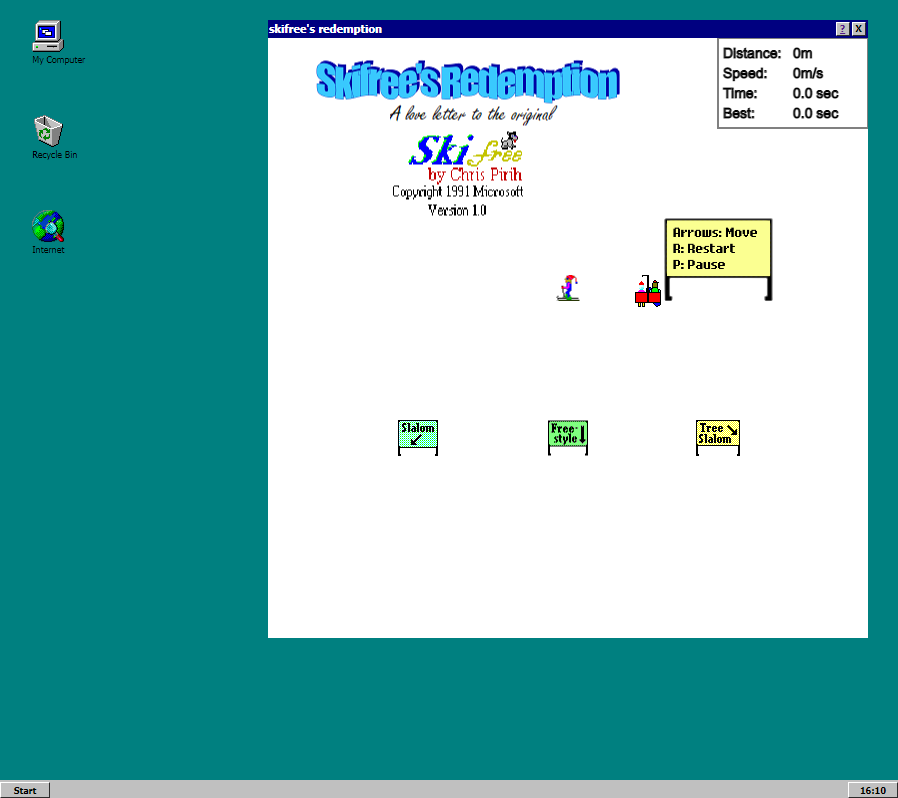 My Computer
Recycle Bin
Internet
skifree's redemption
? X
Skifree's Redemption
A love letter to the original
Ski free
by Chris Pirih
Copyright 1991 Microsoft
Version 1.0
Distance: 0m
Speed: 0m/s
Time: 0.0 sec
Best: 0.0 sec
Arrows: Move
R: Restart
P: Pause
Slalom
Free-
style
Tree
Slalom
Start
16:10